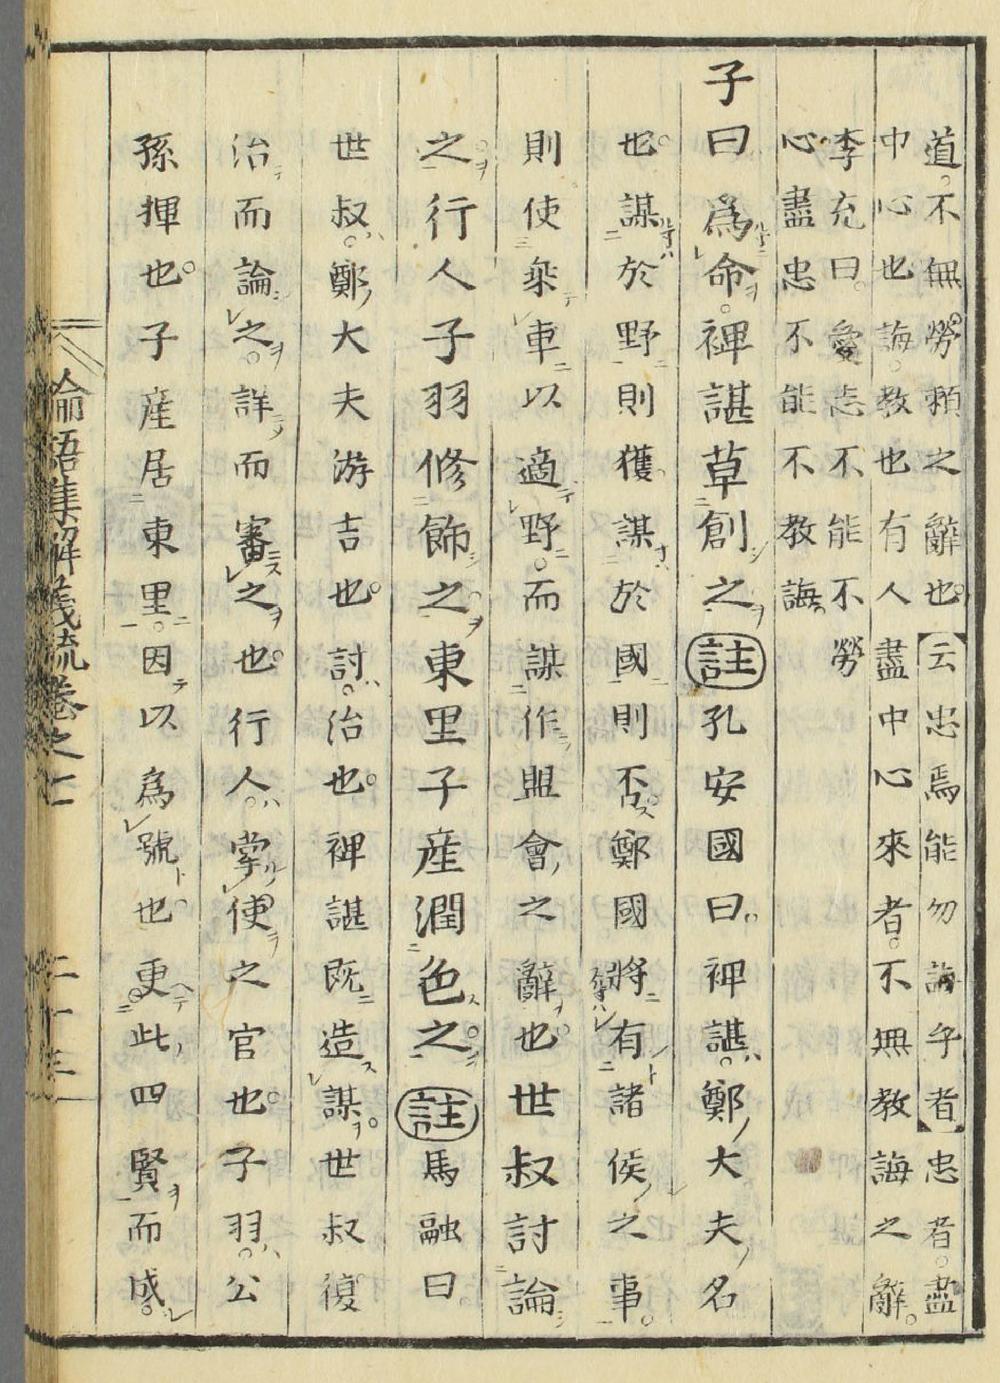 道不無勞賴之辭也【云忠焉能勿誨乎者】忠者盡
中心也誨教也有人盡中心來者不無教誨之辭
李充曰愛志不能不勞
心盡忠不能不教誨
子曰為命裨諶草創之註孔安國曰裨諶鄭大夫名
也謀於野則獲謀於國則否鄭國將有諸侯之事
則使乘車以適野而謀作盟會之辭也世叔討論
之行人子羽修飾之東里子產潤色之註馬融曰
世叔鄭大夫游吉也討治也裨諶既造謀世叔復
治而論之詳而審之也行人掌使之官也子羽公
孫揮也子產居東里因以為號也更此四賢而成
論語集解義疏卷之七 二十三